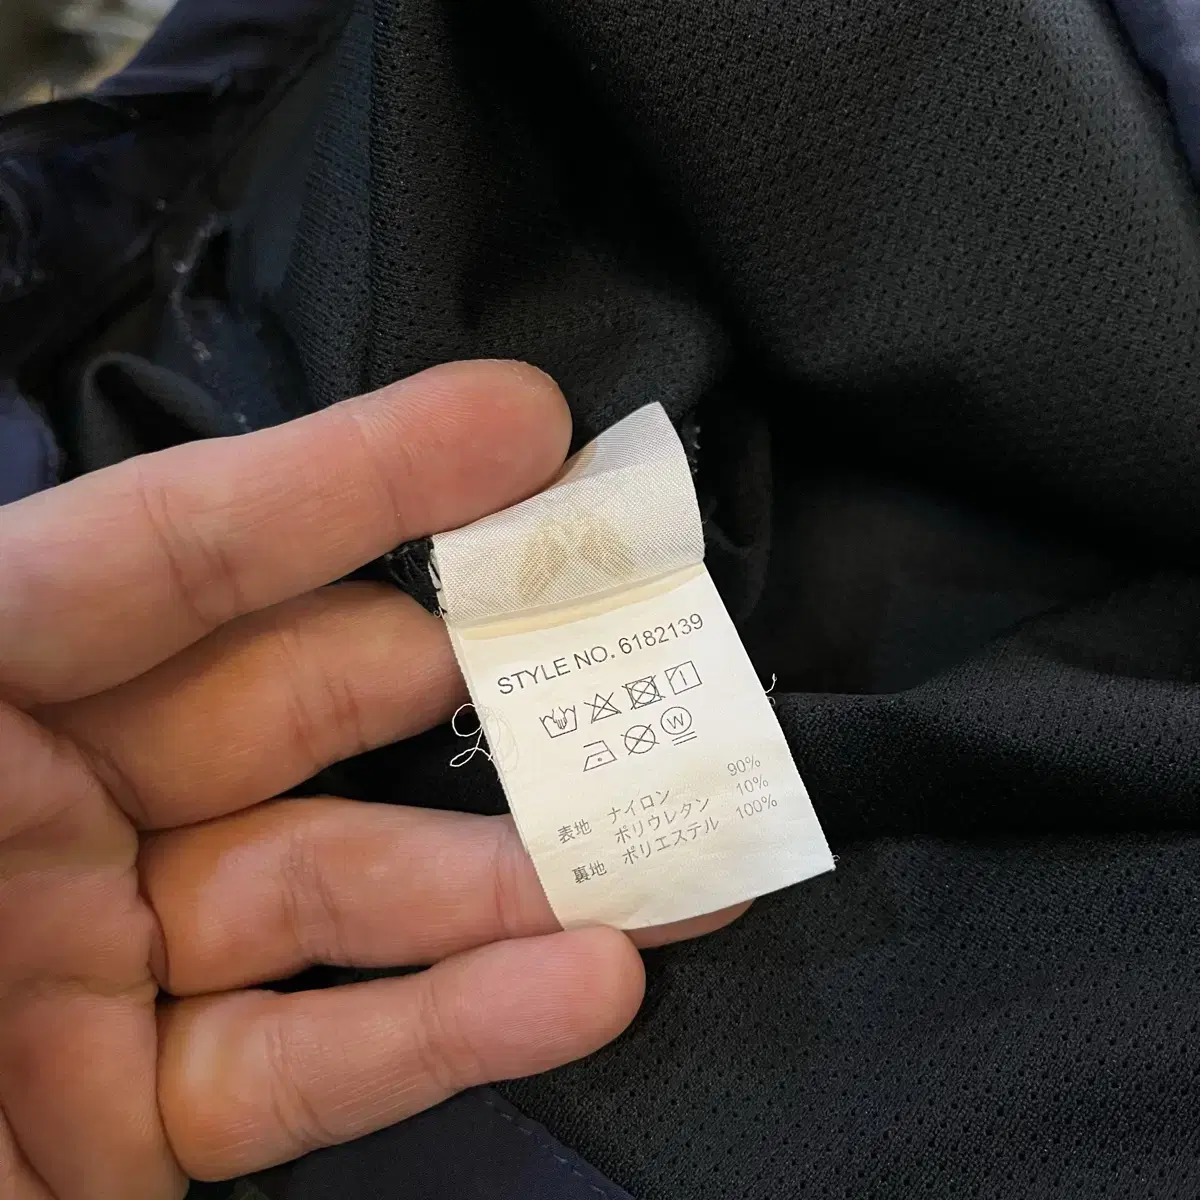 STYLE NO. 6182139
W
表地 ナイロン 90%
ポリウレタン 10%
裏地 ポリエステル 100%